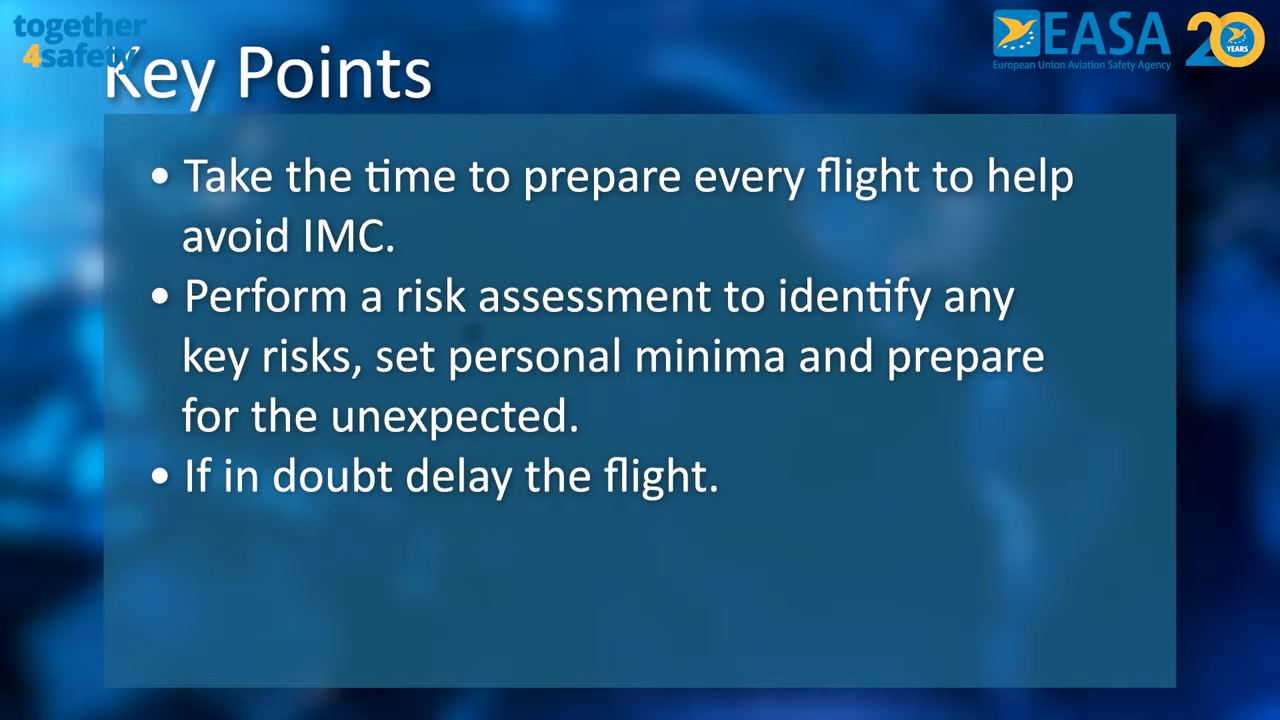 together
4safety
EASA
European Union Aviation Safety Agency
20
YEARS
Key Points
• Take the time to prepare every flight to help
avoid IMC.
• Perform a risk assessment to identify any
key risks, set personal minima and prepare
for the unexpected.
• If in doubt delay the flight.